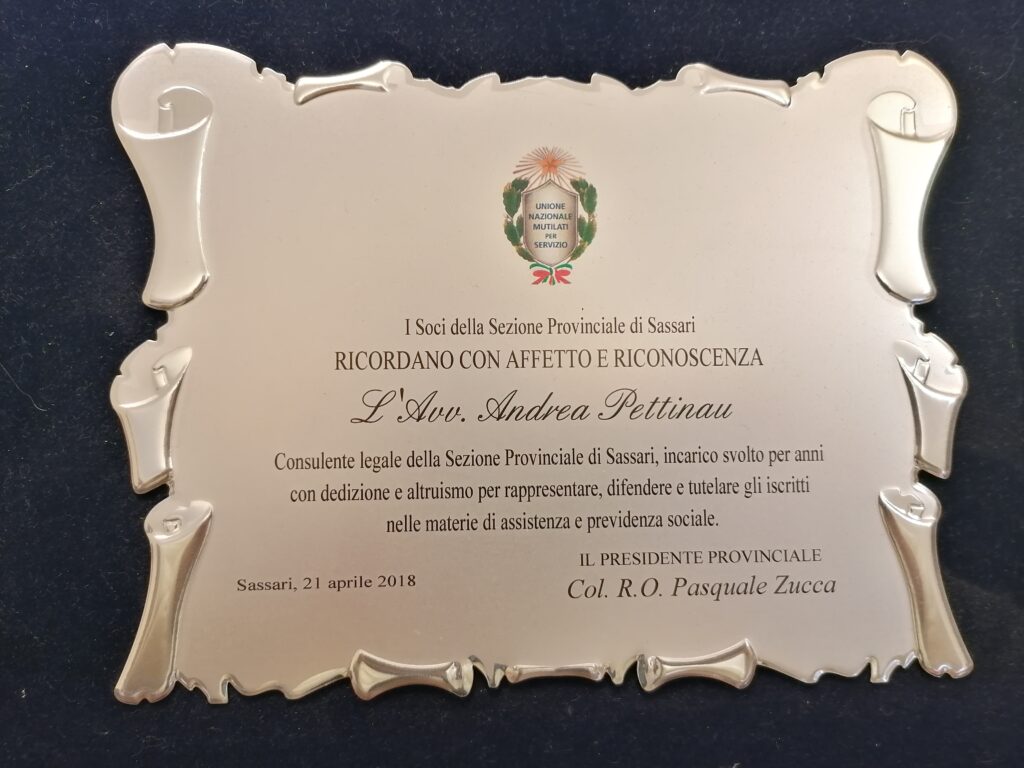 UNIONE
NAZIONALE
MUTILATI
PER
SERVIZIO
I Soci della Sezione Provinciale di Sassari
RICORDANO CON AFFETTO E RICONOSCENZA
L'Avv. Andrea Pettinau
Consulente legale della Sezione Provinciale di Sassari, incarico svolto per anni
con dedizione e altruismo per rappresentare, difendere e tutelare gli iscritti
nelle materie di assistenza e previdenza sociale.
IL PRESIDENTE PROVINCIALE
Sassari, 21 aprile 2018
Col. R.O. Pasquale Zucca